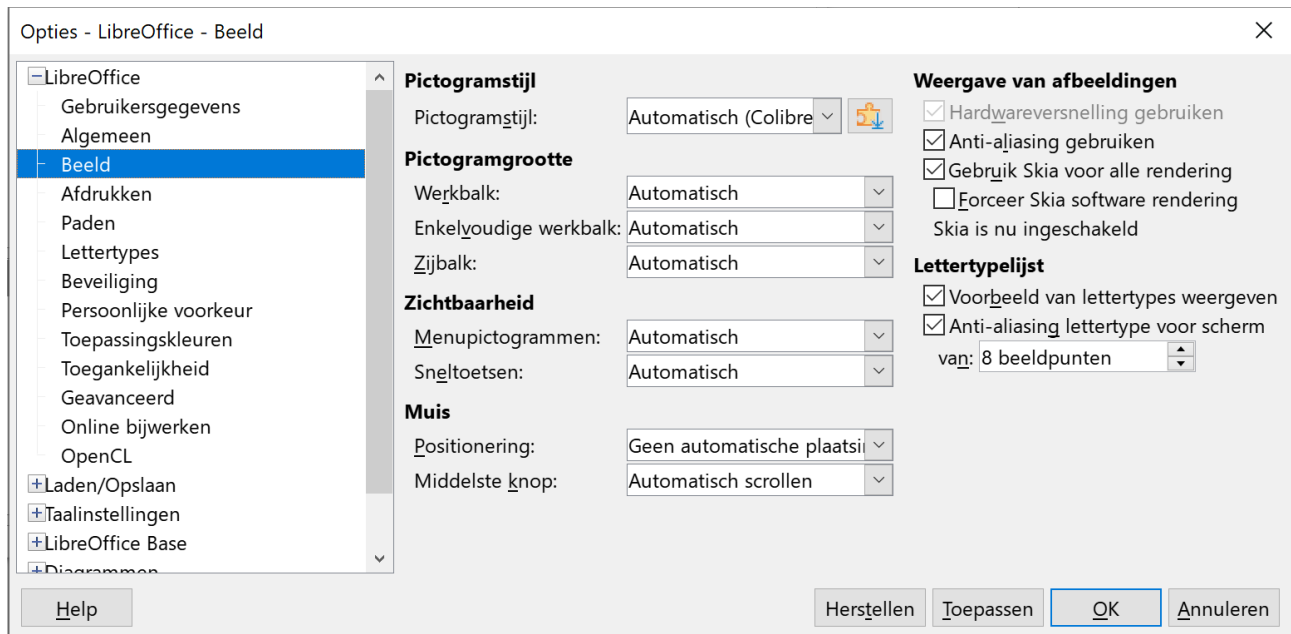 Opties - LibreOffice - Beeld
LibreOffice
Gebruikersgegevens
Algemeen
Beeld
Afdrukken
Paden
Lettertypes
Beveiliging
Persoonlijke voorkeur
Toepassingskleuren
Toegankelijkheid
Geavanceerd
Online bijwerken
OpenCL
Laden/Opslaan
Taalinstellingen
LibreOffice Base
Diagrammen
Pictogramstijl
Pictogramstijl: Automatisch (Colibre
Pictogramgrootte
Werkbalk: Automatisch
Enkelvoudige werkbalk: Automatisch
Zijbalk: Automatisch
Zichtbaarheid
Menupictogrammen: Automatisch
Sneltoetsen: Automatisch
Muis
Positionering: Geen automatische plaatsi
Middelste knop: Automatisch scrollen
Weergave van afbeeldingen
Hardwareversnelling gebruiken
Anti-aliasing gebruiken
Gebruik Skia voor alle rendering
Forceer Skia software rendering
Skia is nu ingeschakeld
Lettertypelijst
Voorbeeld van lettertypes weergeven
Anti-aliasing lettertype voor scherm
van: 8 beeldpunten
Help Herstellen Toepassen OK Annuleren